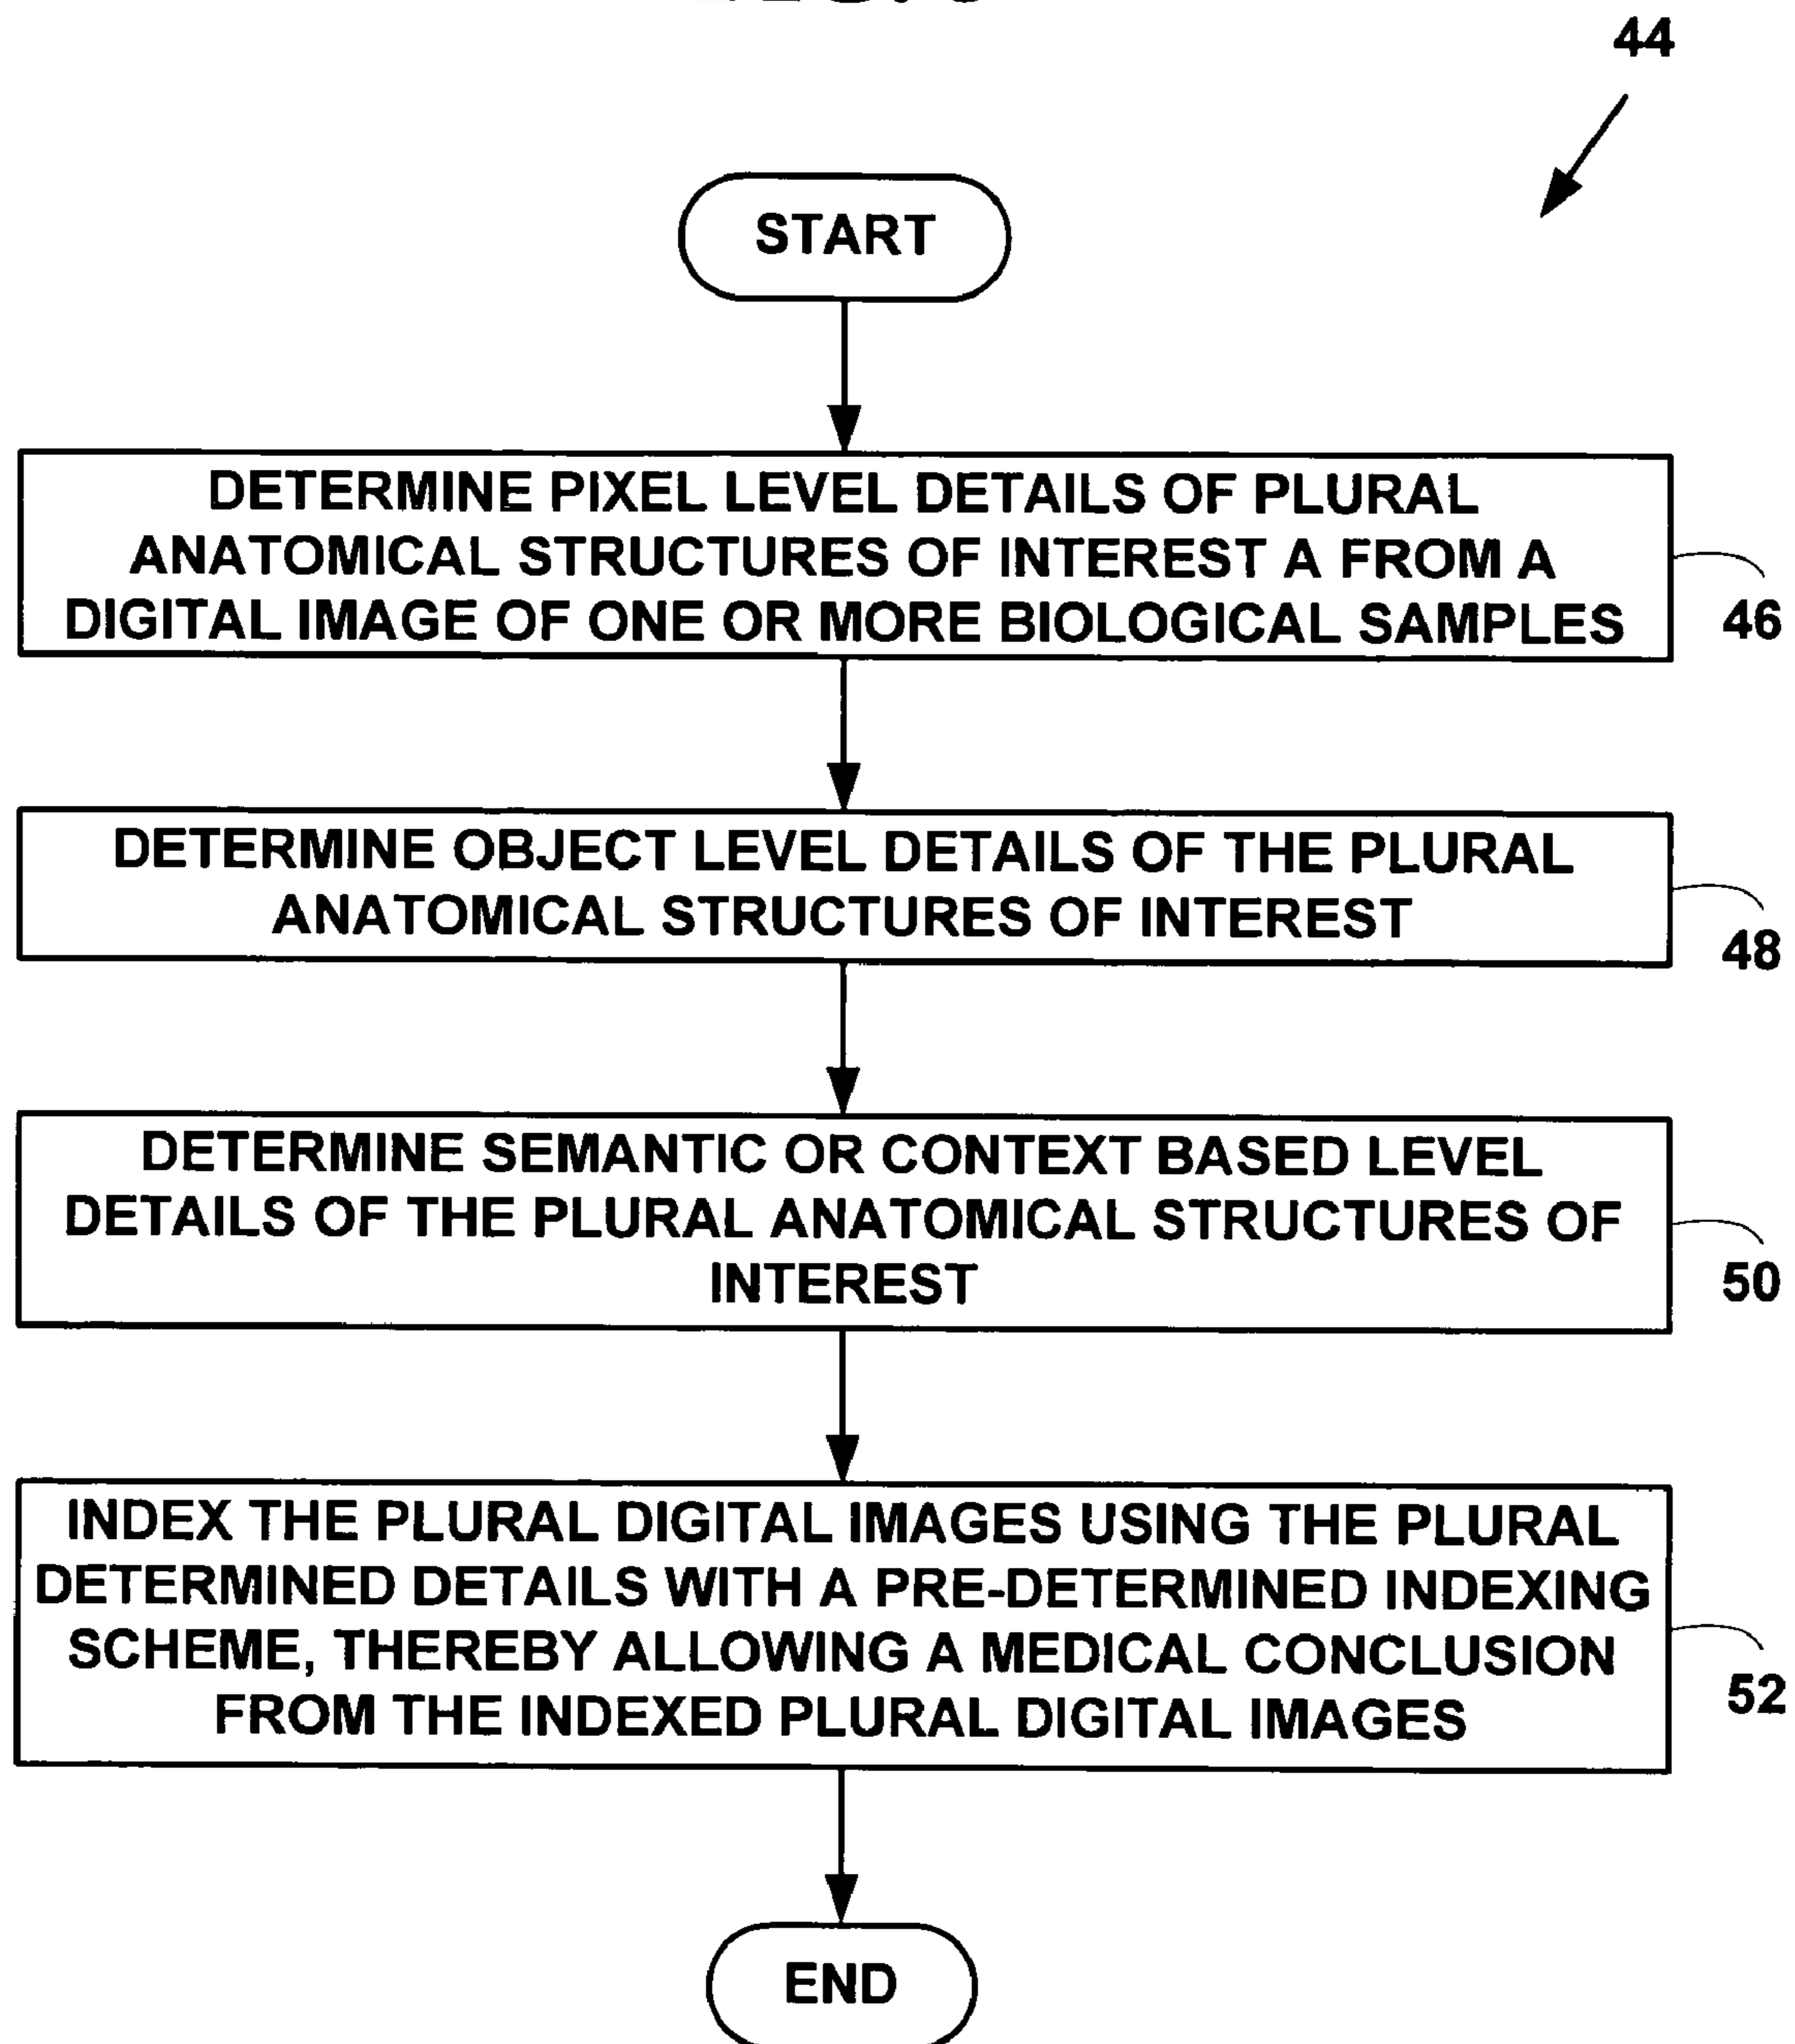 44
START
DETERMINE PIXEL LEVEL DETAILS OF PLURAL
ANATOMICAL STRUCTURES OF INTEREST A FROM A
DIGITAL IMAGE OF ONE OR MORE BIOLOGICAL SAMPLES
46
DETERMINE OBJECT LEVEL DETAILS OF THE PLURAL
ANATOMICAL STRUCTURES OF INTEREST
48
DETERMINE SEMANTIC OR CONTEXT BASED LEVEL
DETAILS OF THE PLURAL ANATOMICAL STRUCTURES OF
INTEREST
50
INDEX THE PLURAL DIGITAL IMAGES USING THE PLURAL
DETERMINED DETAILS WITH A PRE-DETERMINED INDEXING
SCHEME, THEREBY ALLOWING A MEDICAL CONCLUSION
FROM THE INDEXED PLURAL DIGITAL IMAGES
52
END